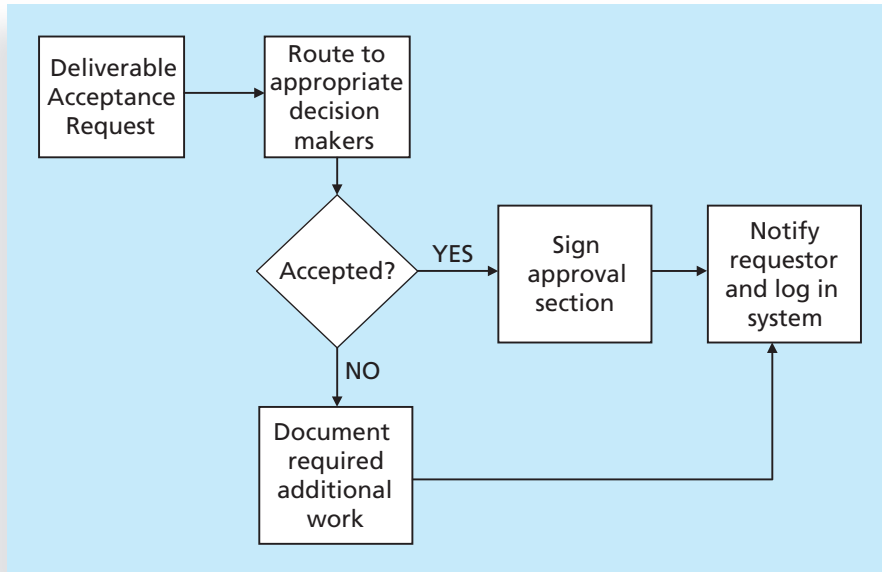 Deliverable
Acceptance
Request
Route to
appropriate
decision
makers
Accepted?
YES
Sign
approval
section
Notify
requestor
and log in
system
NO
Document
required
additional
work